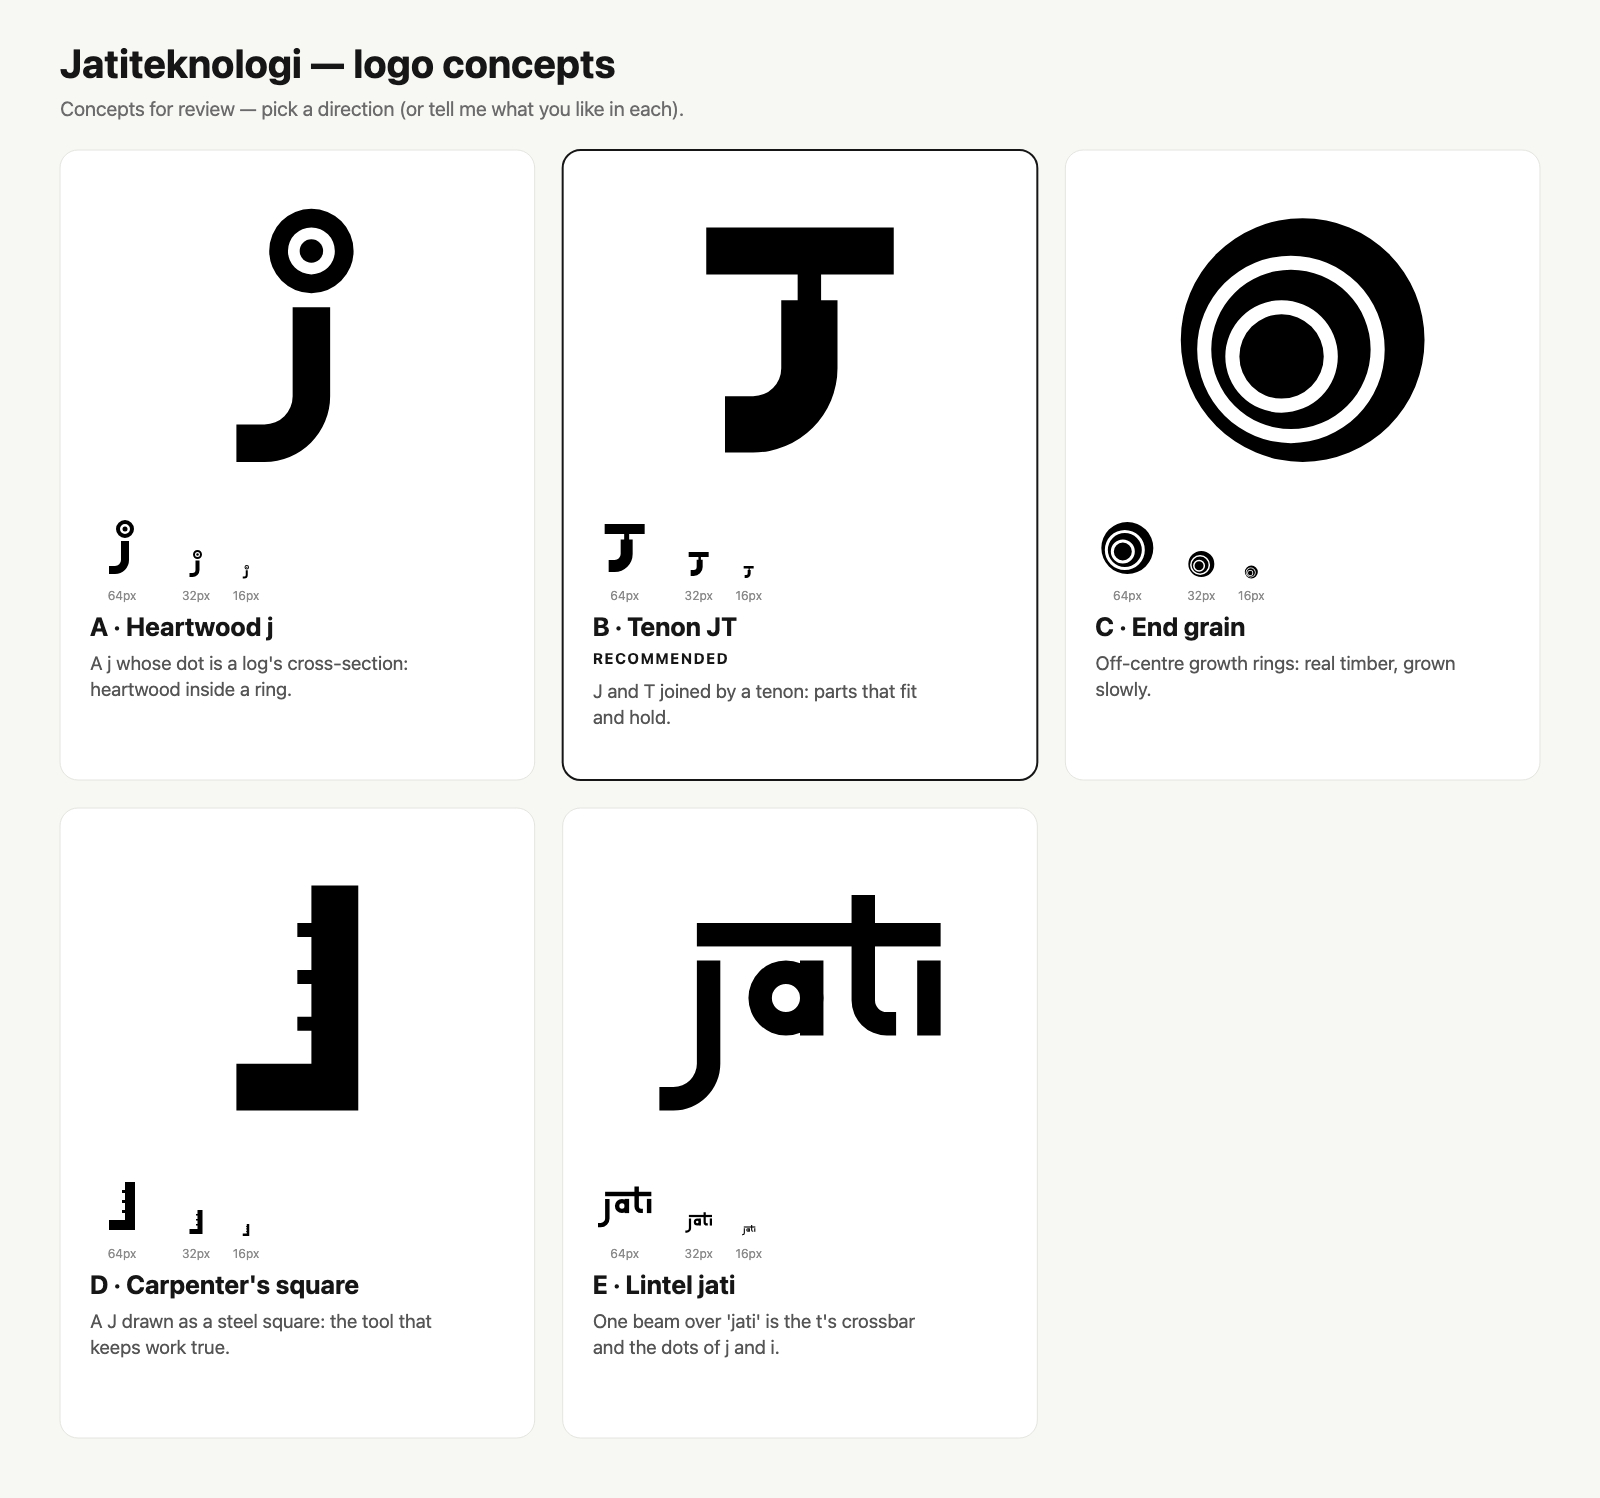 Jatiteknologi — logo concepts
Concepts for review — pick a direction (or tell me what you like in each).
j
64px 32px 16px
A · Heartwood j
A j whose dot is a log's cross-section:
heartwood inside a ring.
JT
64px 32px 16px
B · Tenon JT
RECOMMENDED
J and T joined by a tenon: parts that fit
and hold.
64px 32px 16px
C · End grain
Off-centre growth rings: real timber, grown
slowly.
J
64px 32px 16px
D · Carpenter's square
A J drawn as a steel square: the tool that
keeps work true.
jati
jati jati jati
64px 32px 16px
E · Lintel jati
One beam over 'jati' is the t's crossbar
and the dots of j and i.